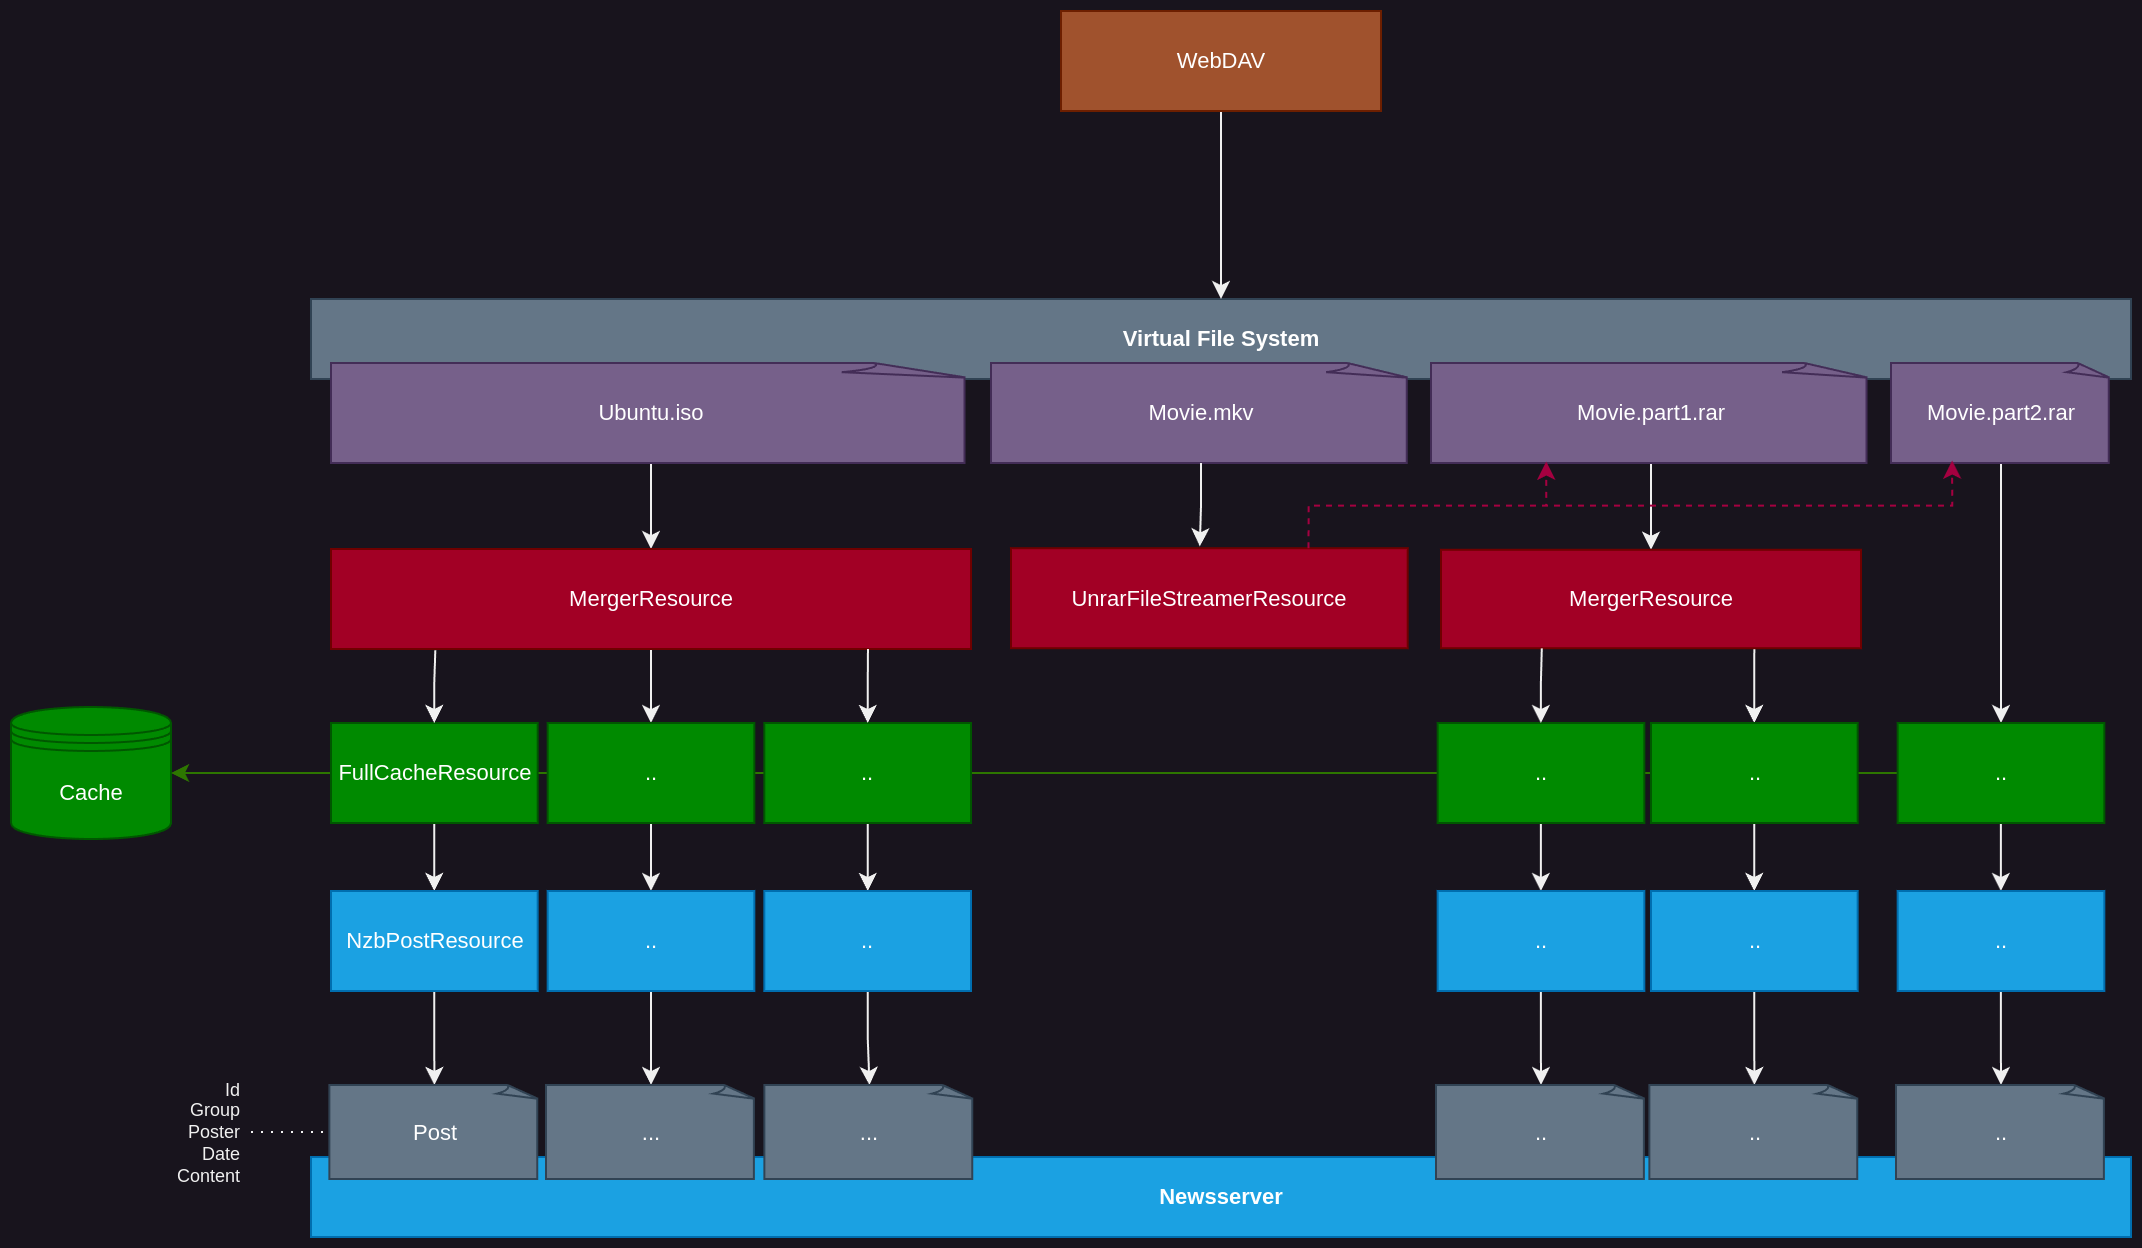 WebDAV
Virtual File System
Ubuntu.iso
Movie.mkv
Movie.part1.rar
Movie.part2.rar
MergerResource
UnrarFileStreamerResource
MergerResource
Cache
FullCacheResource
..
..
..
..
..
NzbPostResource
..
..
..
..
..
Id
Group
Poster
Date
Content
Post
...
...
..
..
..
Newsserver